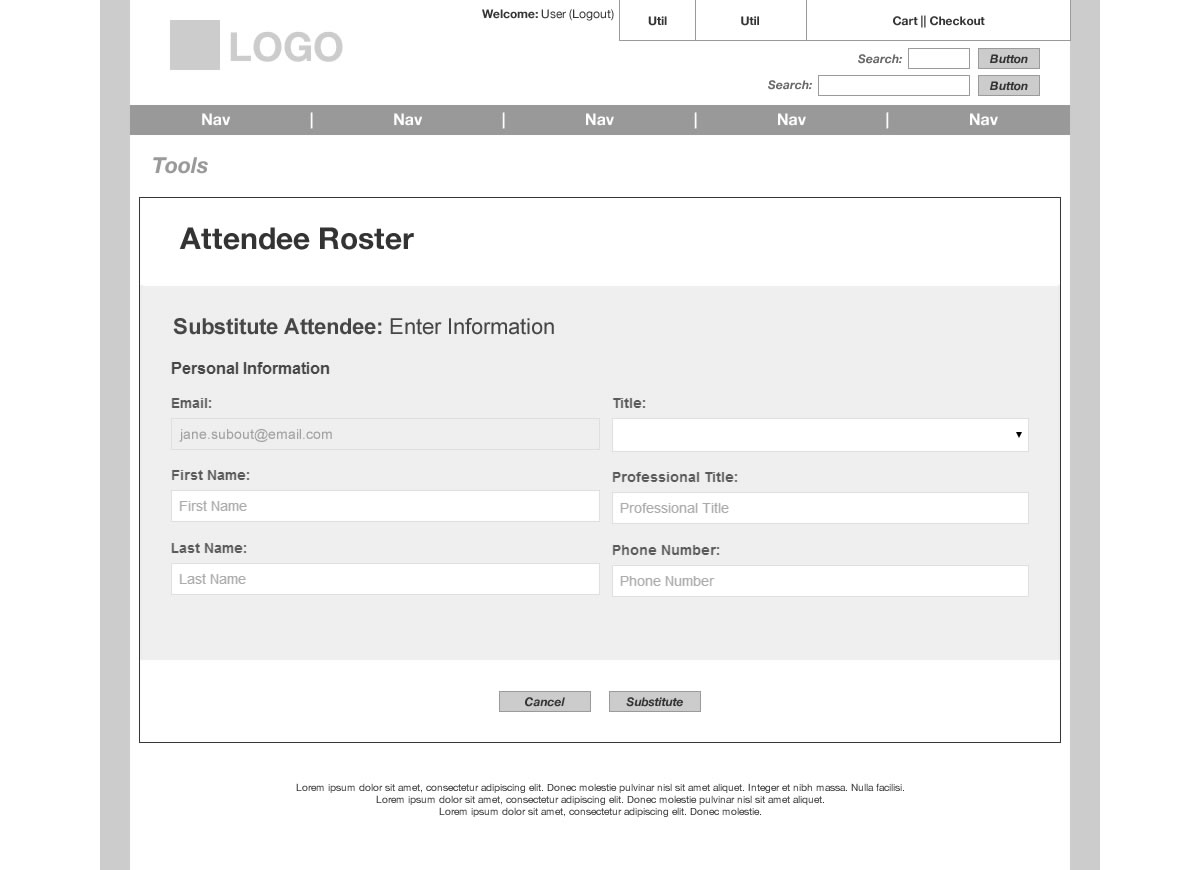 Welcome: User (Logout)
Util
Util
Cart || Checkout
LOGO
Search:
Button
Search:
Button
Nav | Nav | Nav | Nav | Nav
Tools
Attendee Roster
Substitute Attendee: Enter Information
Personal Information
Email:
jane.subout@email.com
Title:
First Name:
First Name
Professional Title:
Professional Title
Last Name:
Last Name
Phone Number:
Phone Number
Cancel
Substitute
Lorem ipsum dolor sit amet, consectetur adipiscing elit. Donec molestie pulvinar nisl sit amet aliquet. Integer et nibh massa. Nulla facilisi.
Lorem ipsum dolor sit amet, consectetur adipiscing elit. Donec molestie pulvinar nisl sit amet aliquet.
Lorem ipsum dolor sit amet, consectetur adipiscing elit. Donec molestie.